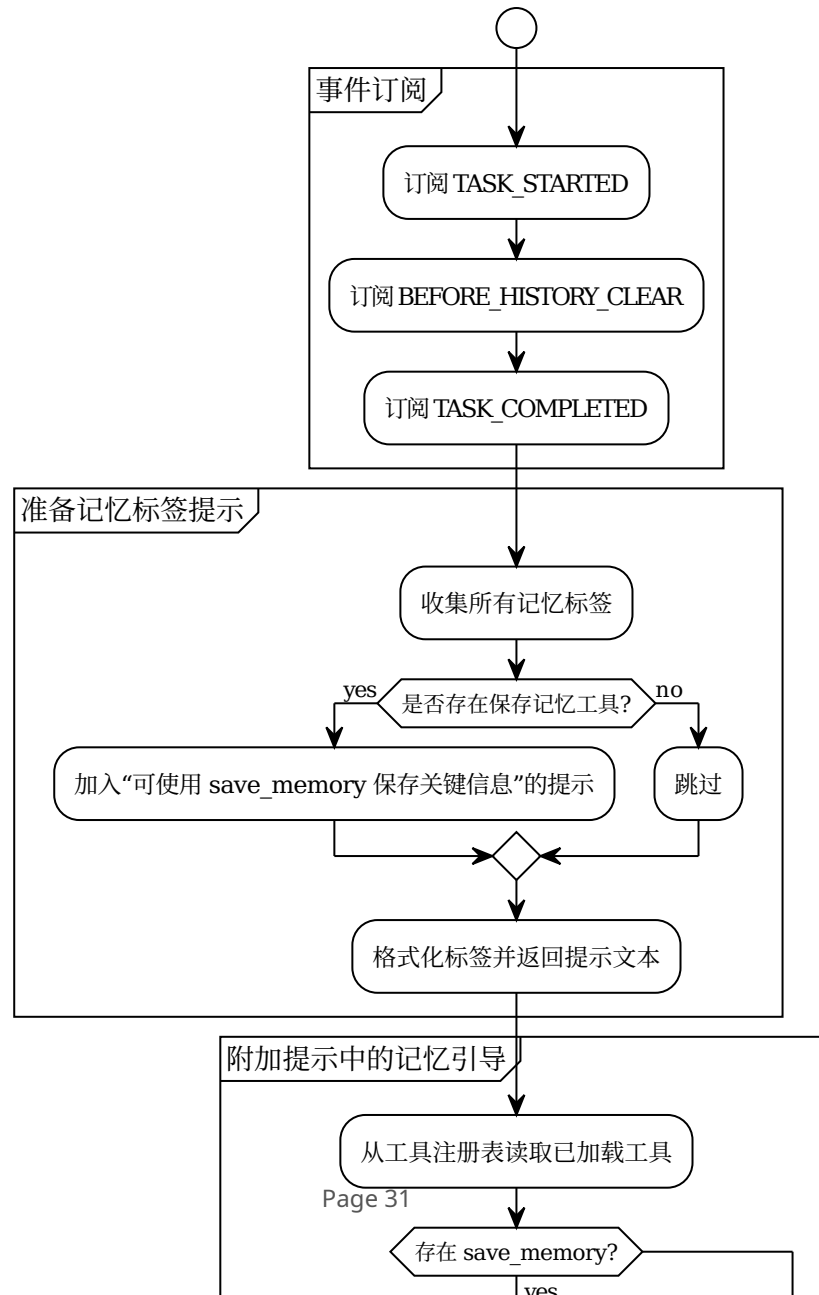 事件订阅
订阅 TASK_STARTED
订阅 BEFORE_HISTORY_CLEAR
订阅 TASK_COMPLETED
准备记忆标签提示
收集所有记忆标签
yes
是否存在保存记忆工具?
no
加入“可使用 save_memory 保存关键信息”的提示
跳过
格式化标签并返回提示文本
附加提示中的记忆引导
从工具注册表读取已加载工具
Page 31
存在 save_memory?
yes